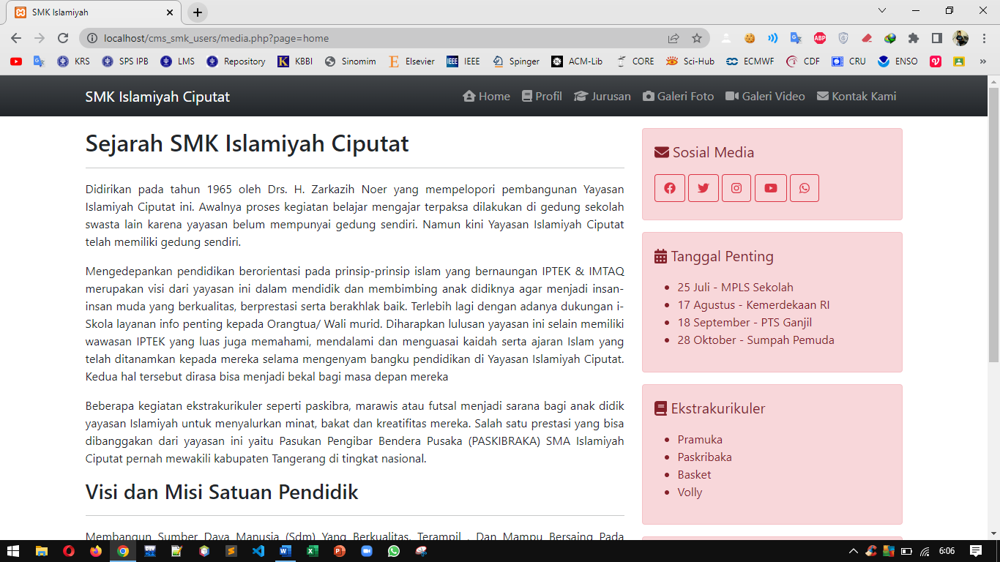 SMK Islamiyah
localhost/cms_smk_users/media.php?page=home
ABP
KRS SPS IPB LMS Repository KBBI Sinomim Elsevier IEEE Spinger ACM-Lib CORE Sci-Hub ECMWF CDF CRU ENSO
SMK Islamiyah Ciputat Home Profil Jurusan Galeri Foto Galeri Video Kontak Kami
Sejarah SMK Islamiyah Ciputat
Didirikan pada tahun 1965 oleh Drs. H. Zarkazih Noer yang mempelopori pembangunan Yayasan
Islamiyah Ciputat ini. Awalnya proses kegiatan belajar mengajar terpaksa dilakukan di gedung sekolah
swasta lain karena yayasan belum mempunyai gedung sendiri. Namun kini Yayasan Islamiyah Ciputat
telah memiliki gedung sendiri.
Mengedepankan pendidikan berorientasi pada prinsip-prinsip islam yang bernaungan IPTEK & IMTAQ
merupakan visi dari yayasan ini dalam mendidik dan membimbing anak didiknya agar menjadi insan-
insan muda yang berkualitas, berprestasi serta berakhlak baik. Terlebih lagi dengan adanya dukungan i-
Skola layanan info penting kepada Orangtua/ Wali murid. Diharapkan lulusan yayasan ini selain memiliki
wawasan IPTEK yang luas juga memahami, mendalami dan menguasai kaidah serta ajaran Islam yang
telah ditanamkan kepada mereka selama mengenyam bangku pendidikan di Yayasan Islamiyah Ciputat.
Kedua hal tersebut dirasa bisa menjadi bekal bagi masa depan mereka
Beberapa kegiatan ekstrakurikuler seperti paskibra, marawis atau futsal menjadi sarana bagi anak didik
yayasan Islamiyah untuk menyalurkan minat, bakat dan kreatifitas mereka. Salah satu prestasi yang bisa
dibanggakan dari yayasan ini yaitu Pasukan Pengibar Bendera Pusaka (PASKIBRAKA) SMA Islamiyah
Ciputat pernah mewakili kabupaten Tangerang di tingkat nasional.
Visi dan Misi Satuan Pendidik
Membangun Sumber Daya Manusia (Sdm) Yang Berkualitas, Terampil , Dan Mampu Bersaing Pada
Sosial Media
Tanggal Penting
• 25 Juli - MPLS Sekolah
• 17 Agustus - Kemerdekaan RI
• 18 September - PTS Ganjil
• 28 Oktober - Sumpah Pemuda
Ekstrakurikuler
• Pramuka
• Paskribaka
• Basket
• Volly
6:06